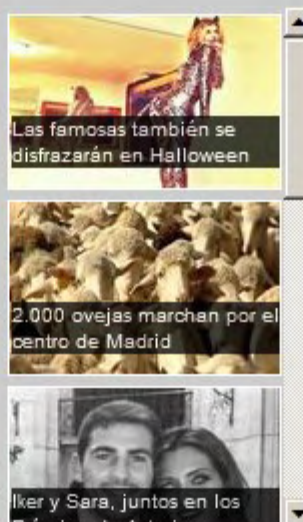 Las famosas también se
disfrazarán en Halloween
2.000 ovejas marchan por el
centro de Madrid
Iker y Sara, juntos en los